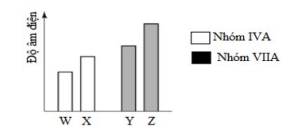 Độ âm điện
W X Y Z
Nhóm IVA
Nhóm VIIA